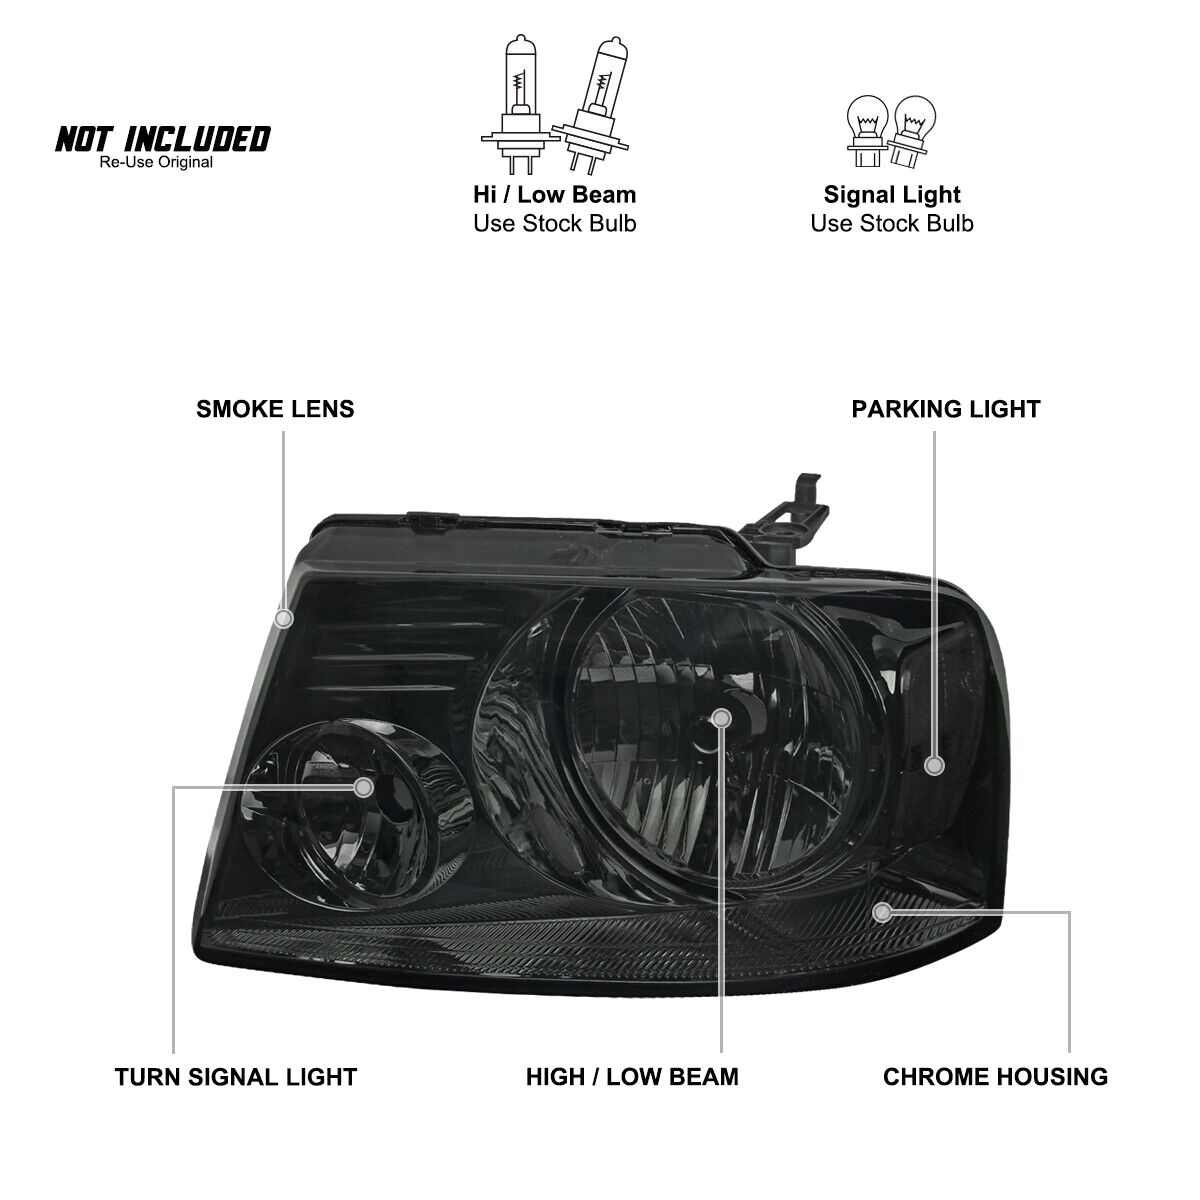 NOT INCLUDED
Re-Use Original
Hi / Low Beam
Use Stock Bulb
Signal Light
Use Stock Bulb
SMOKE LENS
PARKING LIGHT
TURN SIGNAL LIGHT
HIGH / LOW BEAM
CHROME HOUSING